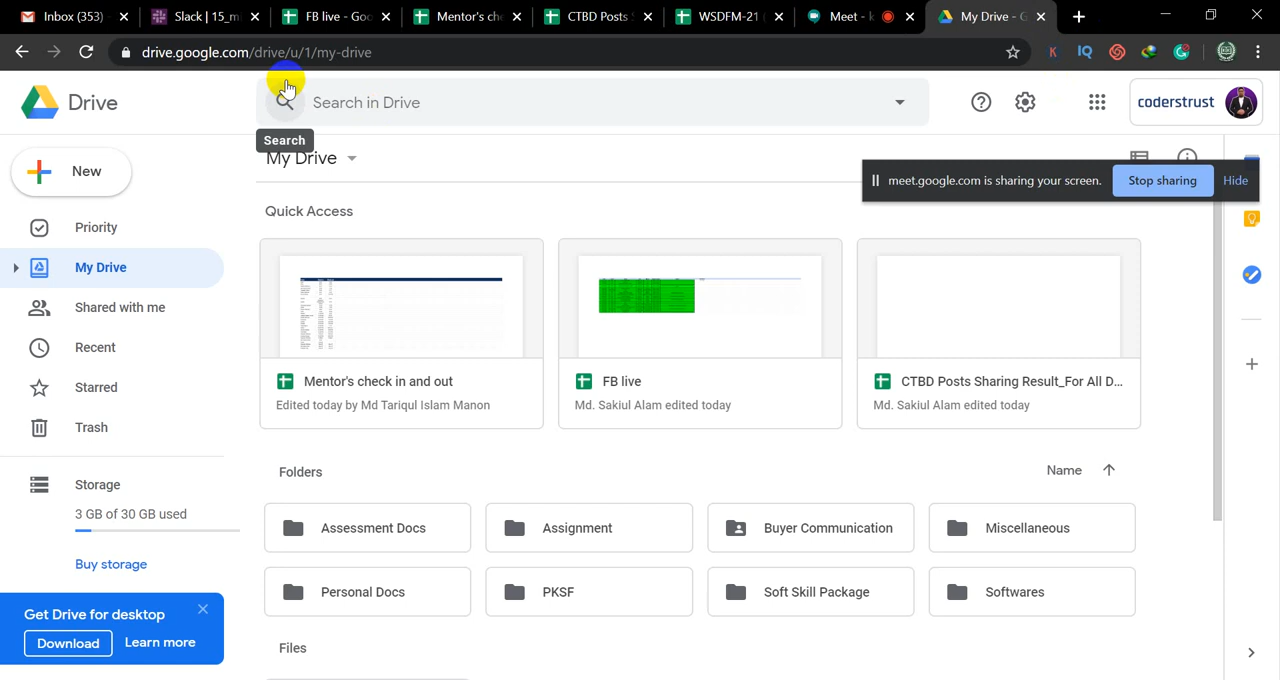 Inbox (353)
Slack | 15_m
FB live - Goo
Mentor's che
CTBD Posts
WSDFM-21
Meet - k
My Drive - G
drive.google.com/drive/u/1/my-drive
Drive
Search in Drive
coderstrust
Search
My Drive
New
meet.google.com is sharing your screen.
Stop sharing
Hide
Priority
My Drive
Shared with me
Recent
Starred
Trash
Storage
3 GB of 30 GB used
Buy storage
Get Drive for desktop
Download
Learn more
Quick Access
Mentor's check in and out
Edited today by Md Tariqul Islam Manon
FB live
Md. Sakiul Alam edited today
CTBD Posts Sharing Result_For All D...
Md. Sakiul Alam edited today
Folders
Name
Assessment Docs
Assignment
Buyer Communication
Miscellaneous
Personal Docs
PKSF
Soft Skill Package
Softwares
Files